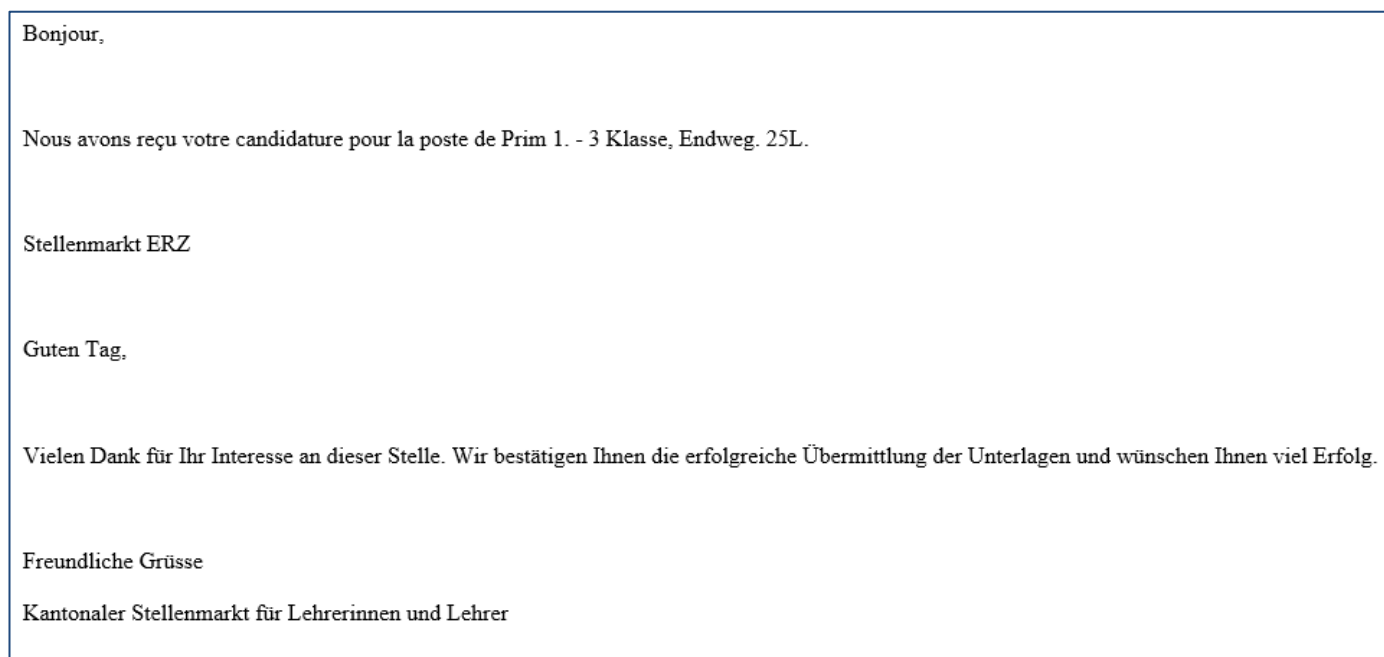 Bonjour,
Nous avons reçu votre candidature pour la poste de Prim 1. - 3 Klasse, Endweg. 25L.
Stellenmarkt ERZ
Guten Tag,
Vielen Dank für Ihr Interesse an dieser Stelle. Wir bestätigen Ihnen die erfolgreiche Übermittlung der Unterlagen und wünschen Ihnen viel Erfolg.
Freundliche Grüsse
Kantonaler Stellenmarkt für Lehrerinnen und Lehrer